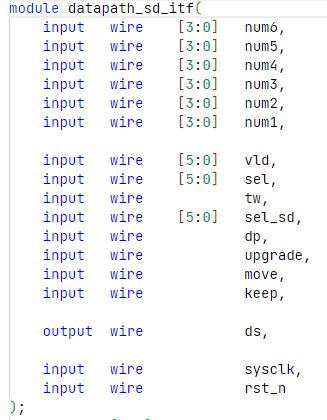 module datapath_sd_itf(
    input   wire    [3:0]   num6,
    input   wire    [3:0]   num5,
    input   wire    [3:0]   num4,
    input   wire    [3:0]   num3,
    input   wire    [3:0]   num2,
    input   wire    [3:0]   num1,

    input   wire    [5:0]   vld,
    input   wire    [5:0]   sel,
    input   wire            tw,
    input   wire    [5:0]   sel_sd,
    input   wire            dp,
    input   wire            upgrade,
    input   wire            move,
    input   wire            keep,

    output  wire            ds,

    input   wire            sysclk,
    input   wire            rst_n
);